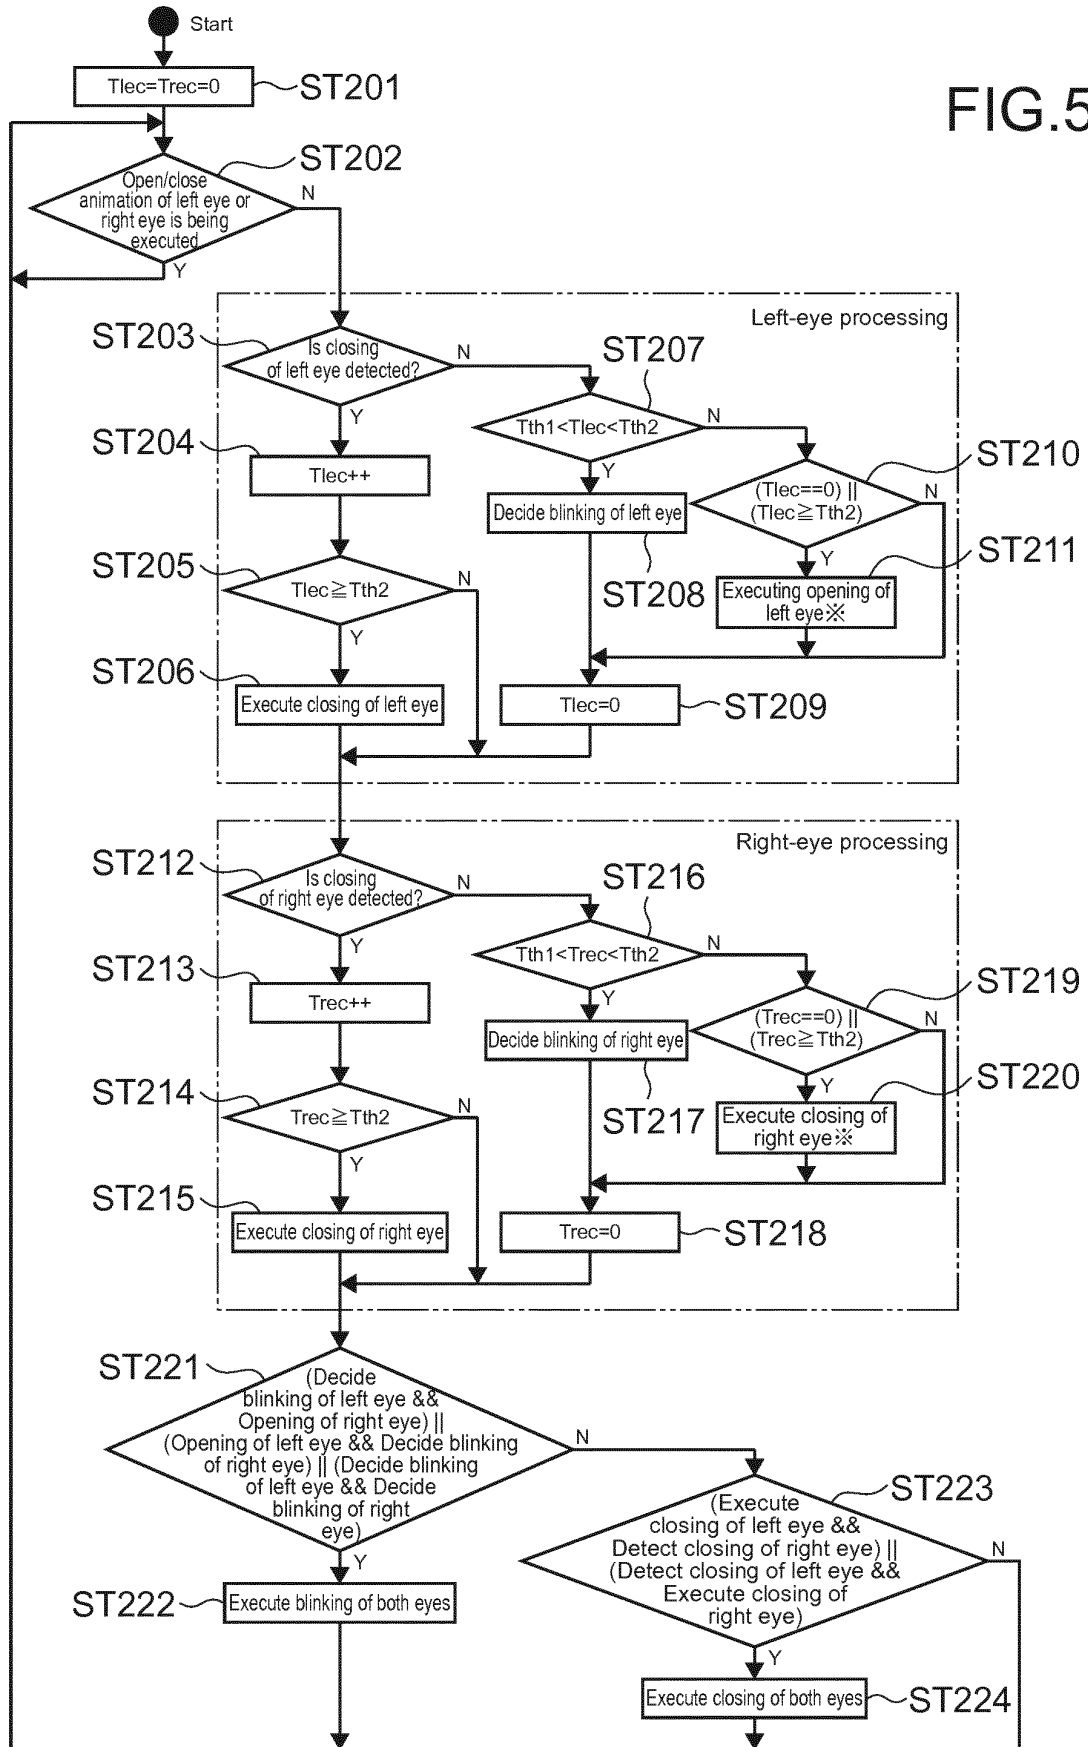 Start
Tlec=Trec=0
ST201
FIG.5
ST202
Open/close
animation of left eye or
right eye is being
executed
N
Y
Left-eye processing
ST203
Is closing
of left eye detected?
N
Y
ST207
Tth1<Tlec<Tth2
N
Y
ST204
Tlec++
ST210
(Tlec==0) ||
(Tlec≧Tth2)
N
Y
Decide blinking of left eye
ST208
ST211
Executing opening of
left eye※
ST205
Tlec≧Tth2
N
Y
ST206
Execute closing of left eye
Tlec=0
ST209
Right-eye processing
ST212
Is closing
of right eye detected?
N
Y
ST216
Tth1<Trec<Tth2
N
Y
ST213
Trec++
ST219
(Trec==0) ||
(Trec≧Tth2)
N
Y
Decide blinking of right eye
ST217
ST220
Execute closing of
right eye※
ST214
Trec≧Tth2
N
Y
ST215
Execute closing of right eye
Trec=0
ST218
ST221
(Decide
blinking of left eye &&
Opening of right eye) ||
(Opening of left eye && Decide blinking
of right eye) || (Decide blinking
of left eye && Decide
blinking of right
eye)
N
Y
ST222
Execute blinking of both eyes
ST223
(Execute
closing of left eye &&
Detect closing of right eye) ||
(Detect closing of left eye &&
Execute closing of
right eye)
N
Y
Execute closing of both eyes
ST224